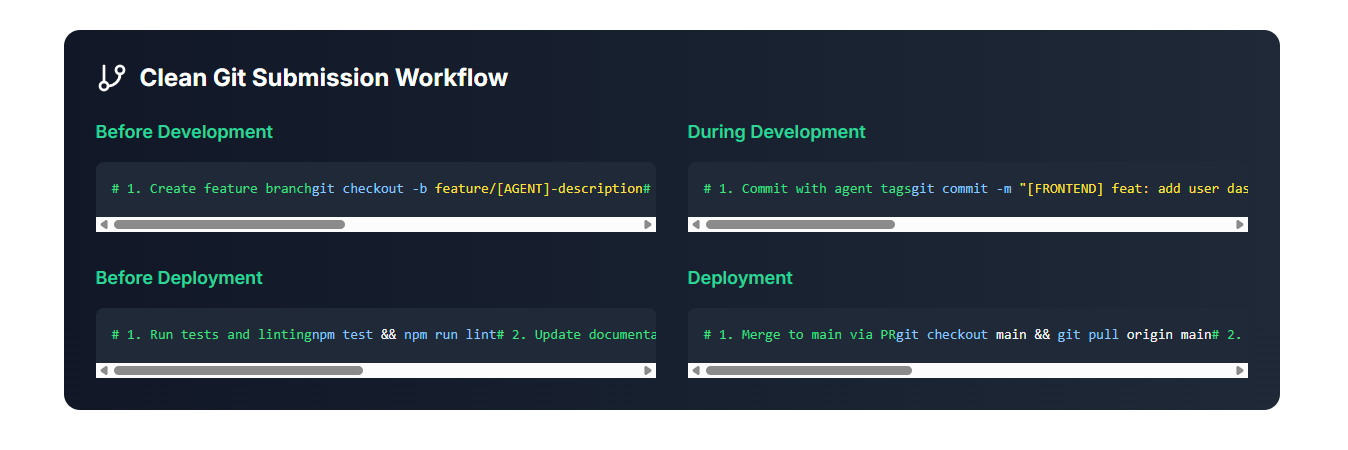 Clean Git Submission Workflow
Before Development
# 1. Create feature branchgit checkout -b feature/[AGENT]-description#
During Development
# 1. Commit with agent tagsgit commit -m "[FRONTEND] feat: add user das
Before Deployment
# 1. Run tests and lintingnpm test && npm run lint# 2. Update documenta
Deployment
# 1. Merge to main via PRgit checkout main && git pull origin main# 2.